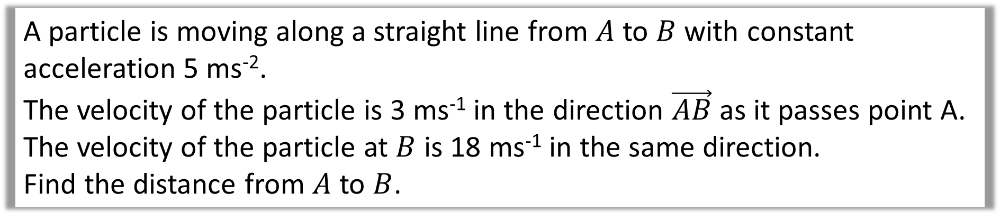 A particle is moving along a straight line from A to B with constant
acceleration 5 ms⁻².
The velocity of the particle is 3 ms⁻¹ in the direction \overrightarrow{AB} as it passes point A.
The velocity of the particle at B is 18 ms⁻¹ in the same direction.
Find the distance from A to B.